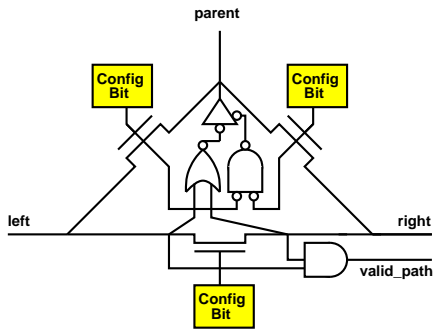 parent
Config
Bit
Config
Bit
left
right
valid_path
Config
Bit